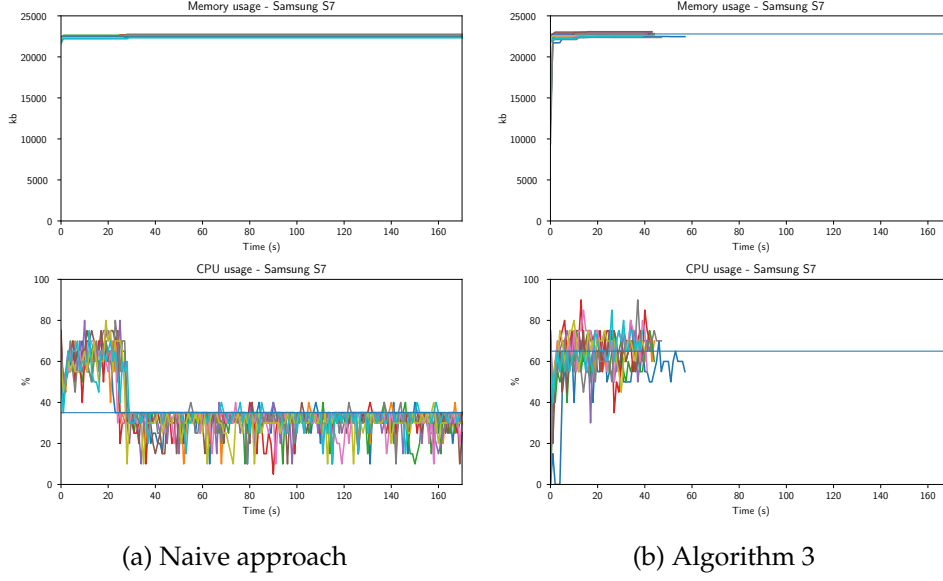 Memory usage - Samsung S7
25000
20000
15000
10000
5000
0
kb
0 20 40 60 80 100 120 140 160
Time (s)
Memory usage - Samsung S7
25000
20000
15000
10000
5000
0
kb
0 20 40 60 80 100 120 140 160
Time (s)
CPU usage - Samsung S7
100
80
60
40
20
0
%
0 20 40 60 80 100 120 140 160
Time (s)
CPU usage - Samsung S7
100
80
60
40
20
0
%
0 20 40 60 80 100 120 140 160
Time (s)
(a) Naive approach
(b) Algorithm 3